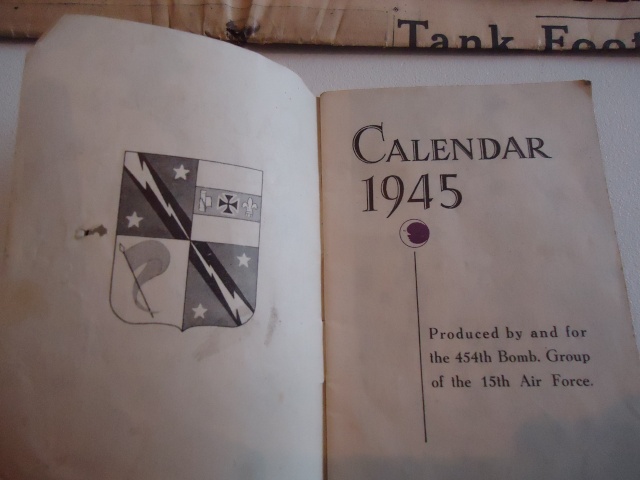 Tank Foot
CALENDAR
1945
Produced by and for
the 454th Bomb. Group
of the 15th Air Force.